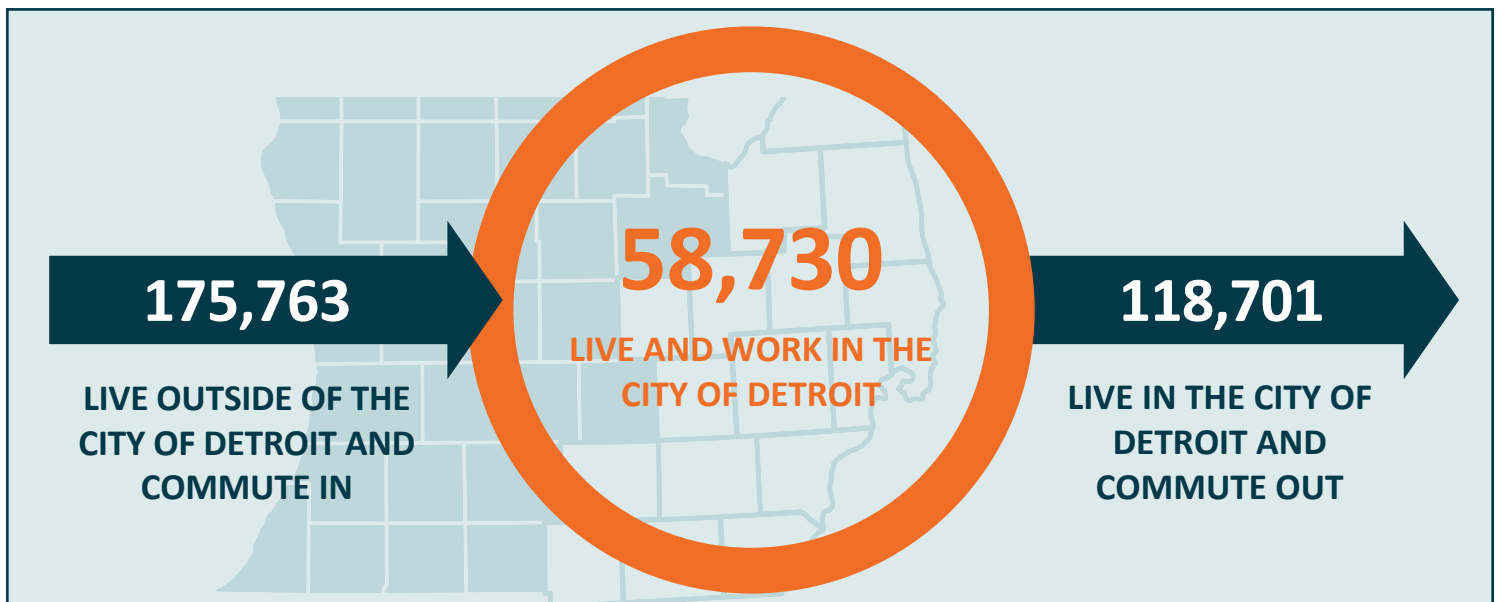 175,763
LIVE OUTSIDE OF THE
CITY OF DETROIT AND
COMMUTE IN
58,730
LIVE AND WORK IN THE
CITY OF DETROIT
118,701
LIVE IN THE CITY OF
DETROIT AND
COMMUTE OUT